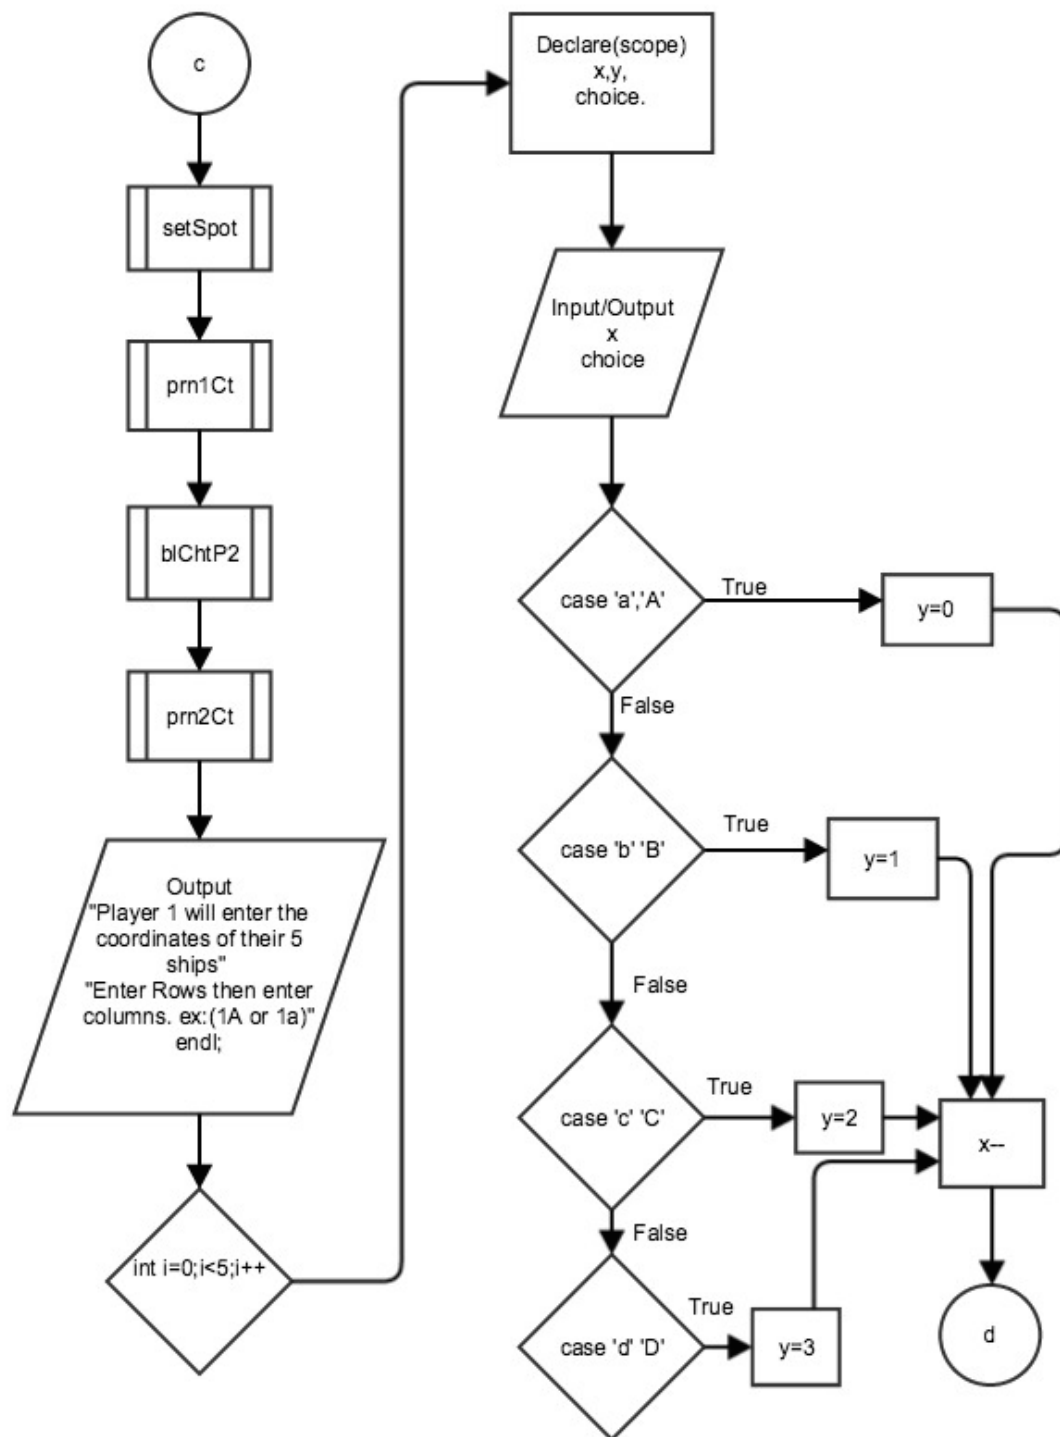 c
setSpot
prn1Ct
blChtP2
prn2Ct
Output
"Player 1 will enter the
coordinates of their 5
ships"
"Enter Rows then enter
columns. ex:(1A or 1a)"
endl;
int i=0;i<5;i++
Declare(scope)
x,y,
choice.
Input/Output
x
choice
case 'a','A'
True
y=0
False
case 'b' 'B'
True
y=1
False
case 'c' 'C'
True
y=2
x--
False
case 'd' 'D'
True
y=3
d